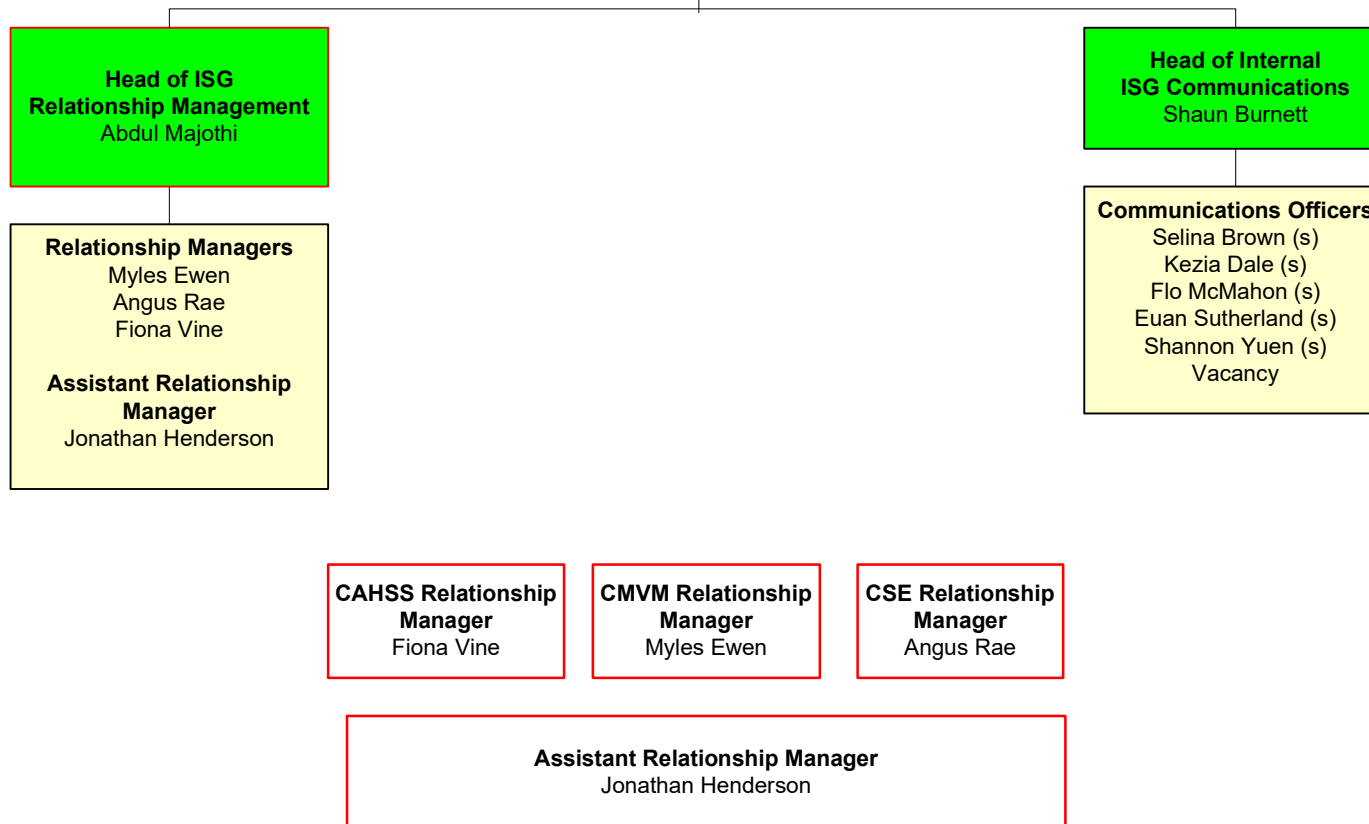 Head of ISG
Relationship Management
Abdul Majothi
Head of Internal
ISG Communications
Shaun Burnett
Relationship Managers
Myles Ewen
Angus Rae
Fiona Vine
Assistant Relationship
Manager
Jonathan Henderson
Communications Officers
Selina Brown (s)
Kezia Dale (s)
Flo McMahon (s)
Euan Sutherland (s)
Shannon Yuen (s)
Vacancy
CAHSS Relationship
Manager
Fiona Vine
CMVM Relationship
Manager
Myles Ewen
CSE Relationship
Manager
Angus Rae
Assistant Relationship Manager
Jonathan Henderson